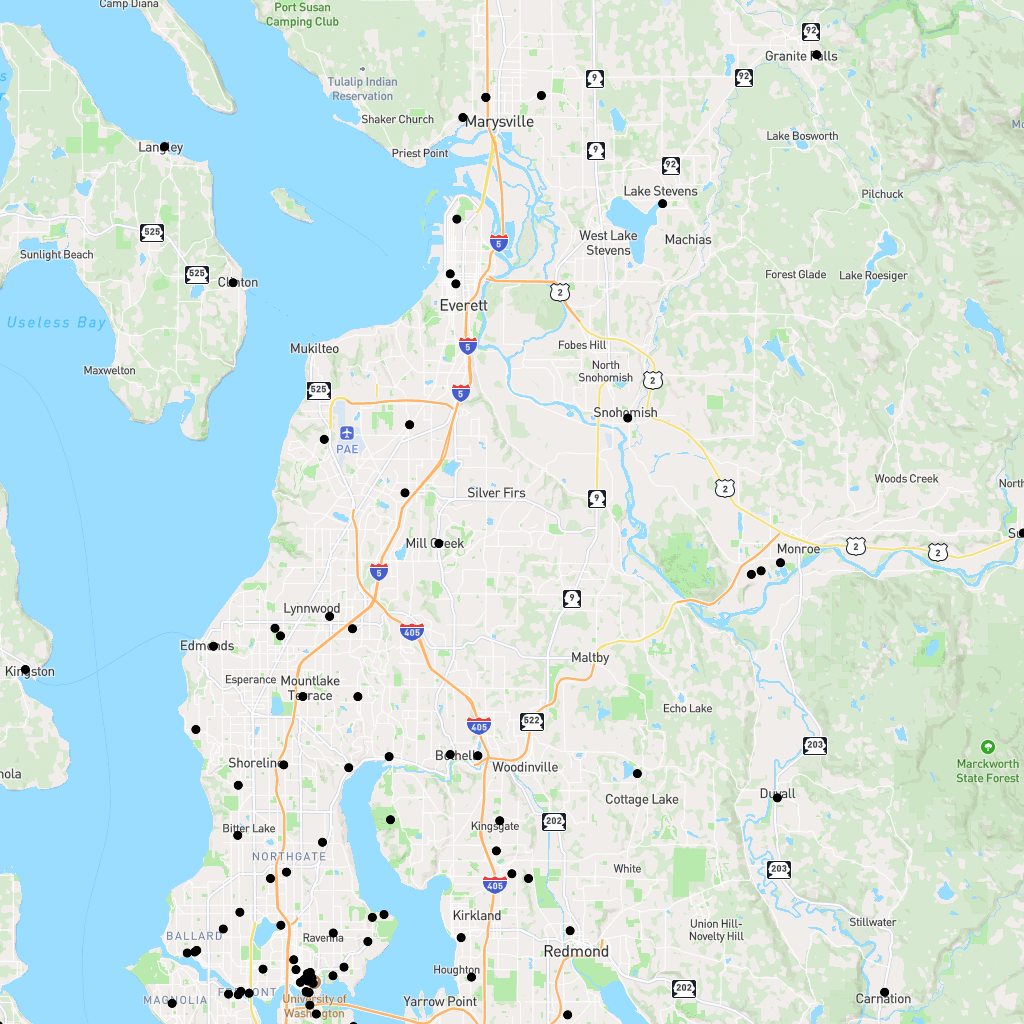 Camp Diana
Port Susan
Camping Club
92
Granite Falls
92
9
Tulalip Indian
Reservation
Shaker Church
Marysville
Lake Bosworth
Priest Point
9
Langley
92
Lake Stevens
Pilchuck
525
5
West Lake
Stevens
Machias
Sunlight Beach
525
Clinton
Forest Glade
Lake Roesiger
2
Everett
Useless Bay
Mukilteo
5
Fobes Hill
Maxwelton
North
Snohomish
2
525
5
Snohomish
PAE
Woods Creek
Silver Firs
2
9
Mill Creek
Monroe
2
2
5
9
Lynnwood
405
Edmonds
Maltby
Kingston
Esperance
Mountlake
Terrace
Echo Lake
405
522
203
Bothell
Shoreline
Woodinville
Marckworth
State Forest
Duvall
Cottage Lake
202
Bitter Lake
Kingsgate
NORTHGATE
White
203
405
Kirkland
Union Hill-
Novelty Hill
Stillwater
BALLARD
Ravenna
Redmond
Houghton
202
MAGNOLIA
FREMONT
University of
Washington
Yarrow Point
Carnation